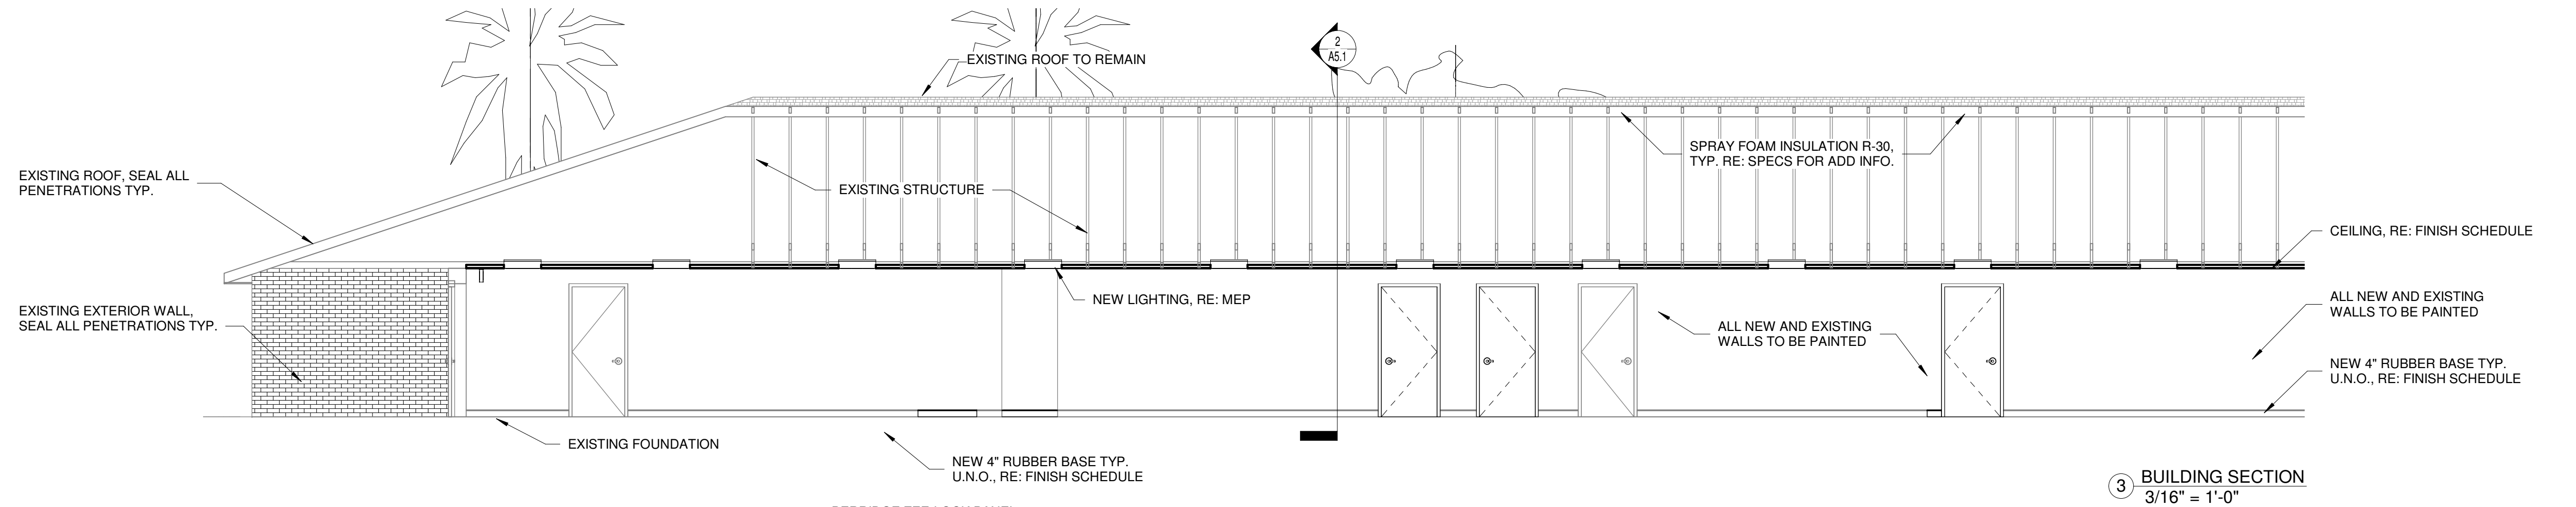 2
A5.1
EXISTING ROOF TO REMAIN
SPRAY FOAM INSULATION R-30,
TYP. RE: SPECS FOR ADD INFO.
EXISTING ROOF, SEAL ALL
PENETRATIONS TYP.
EXISTING STRUCTURE
CEILING, RE: FINISH SCHEDULE
NEW LIGHTING, RE: MEP
EXISTING EXTERIOR WALL,
SEAL ALL PENETRATIONS TYP.
ALL NEW AND EXISTING
WALLS TO BE PAINTED
ALL NEW AND EXISTING
WALLS TO BE PAINTED
NEW 4" RUBBER BASE TYP.
U.N.O., RE: FINISH SCHEDULE
EXISTING FOUNDATION
NEW 4" RUBBER BASE TYP.
U.N.O., RE: FINISH SCHEDULE
3 BUILDING SECTION
3/16" = 1'-0"